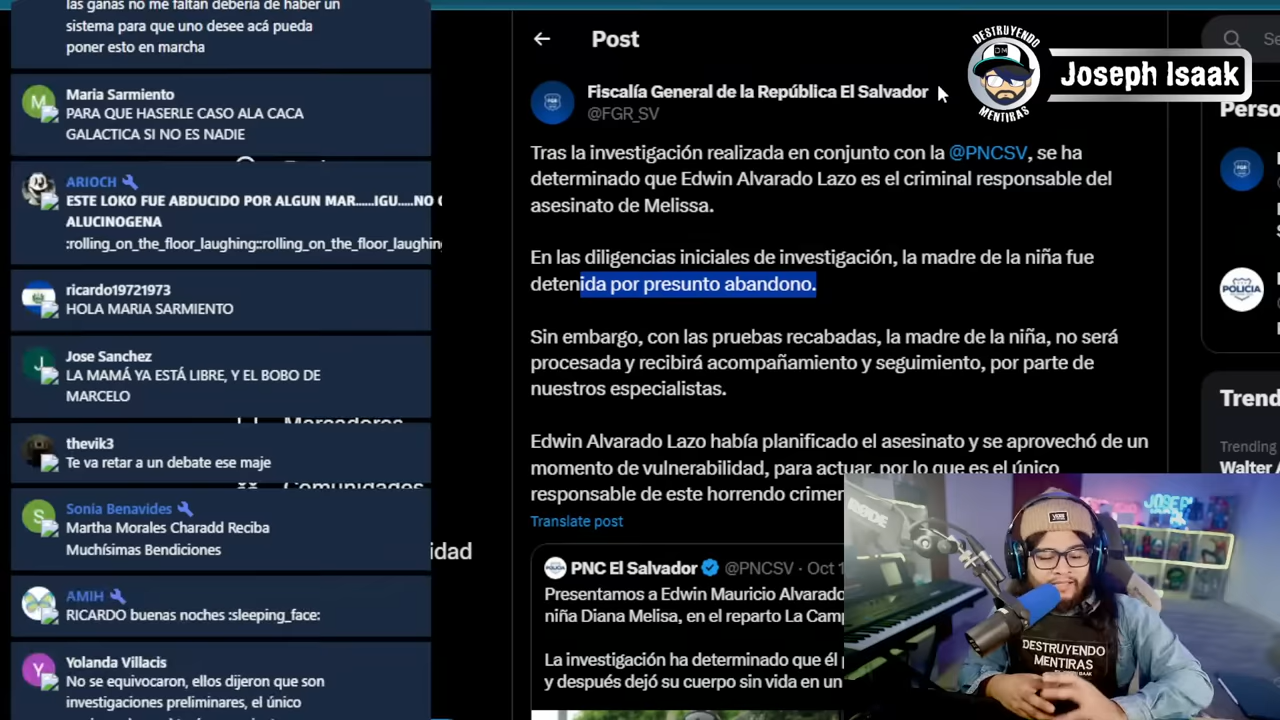 las ganas no me faltan debería de haber un
sistema para que uno desee acá pueda
poner esto en marcha
Maria Sarmiento
PARA QUE HASERLE CASO ALA CACA
GALACTICA SI NO ES NADIE
ARIOCH
ESTE LOKO FUE ABDUCIDO POR ALGUN MAR.....IGU....NO
ALUCINOGENA
:rolling_on_the_floor_laughing::rolling_on_the_floor_laughing
ricardo19721973
HOLA MARIA SARMIENTO
Jose Sanchez
LA MAMÁ YA ESTÁ LIBRE, Y EL BOBO DE
MARCELO
Marcadores
thevik3
Te va retar a un debate ese maje
Comunidades
Sonia Benavides
Martha Morales Charadd Reciba
Muchísimas Bendiciones
idad
AMIH
RICARDO buenas noches :sleeping_face:
Yolanda Villacis
No se equivocaron, ellos dijeron que son
investigaciones preliminares, el único
Post
Fiscalía General de la República El Salvador
@FGR_SV
Tras la investigación realizada en conjunto con la @PNCSV, se ha
determinado que Edwin Alvarado Lazo es el criminal responsable del
asesinato de Melissa.
En las diligencias iniciales de investigación, la madre de la niña fue
detenida por presunto abandono.
Sin embargo, con las pruebas recabadas, la madre de la niña, no será
procesada y recibirá acompañamiento y seguimiento, por parte de
nuestros especialistas.
Edwin Alvarado Lazo había planificado el asesinato y se aprovechó de un
momento de vulnerabilidad, para actuar, por lo que es el único
responsable de este horrendo crimen
Translate post
PNC El Salvador @PNCSV · Oct 1
Presentamos a Edwin Mauricio Alvarado
niña Diana Melisa, en el reparto La Cam
La investigación ha determinado que él
y después dejó su cuerpo sin vida en un
DESTRUYENDO
DM
MENTIRAS
Joseph Isaak
Se
Perso
POLICIA
Trend
Trending
Walter
RØDE
JOSEPH
VANS
DESTRUYENDO
MENTIRAS